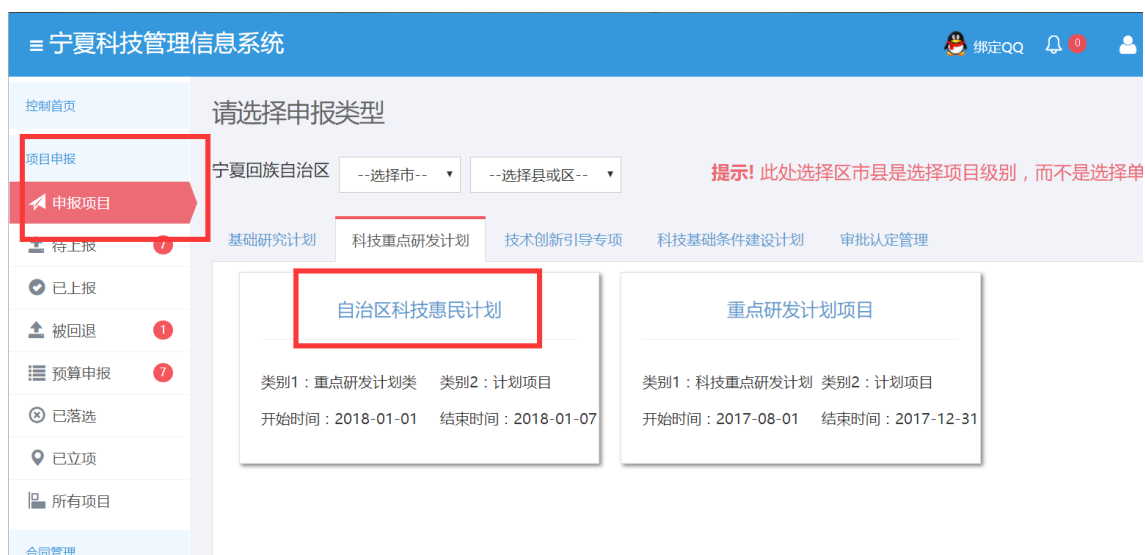 ≡ 宁夏科技管理信息系统
绑定QQ 0
控制首页
项目申报
申报项目
待上报 7
已上报
被回退 1
预算申报 7
已落选
已立项
所有项目
合同管理
请选择申报类型
宁夏回族自治区 --选择市-- --选择县或区-- 提示! 此处选择区市县是选择项目级别，而不是选择单
基础研究计划 科技重点研发计划 技术创新引导专项 科技基础条件建设计划 审批认定管理
自治区科技惠民计划
类别1：重点研发计划类 类别2：计划项目
开始时间：2018-01-01 结束时间：2018-01-07
重点研发计划项目
类别1：科技重点研发计划 类别2：计划项目
开始时间：2017-08-01 结束时间：2017-12-31